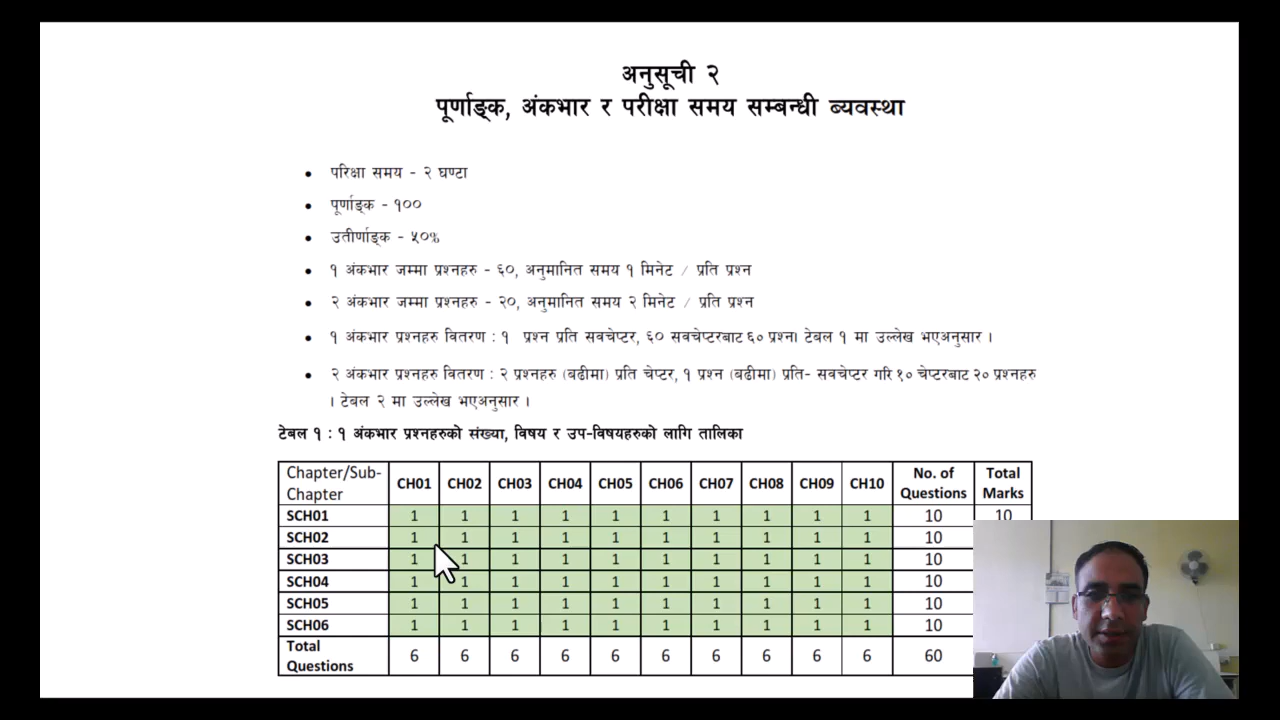 अनुसूची २
पूर्णाङ्क, अंकभार र परीक्षा समय सम्बन्धी ब्यवस्था
• परिक्षा समय - २ घण्टा
• पूर्णाङ्क - १००
• उतीर्णाङ्क - ५०%
• १ अंकभार जम्मा प्रश्नहरु - ६०, अनुमानित समय १ मिनेट / प्रति प्रश्न
• २ अंकभार जम्मा प्रश्नहरु - २०, अनुमानित समय २ मिनेट / प्रति प्रश्न
• १ अंकभार प्रश्नहरु वितरण : १ प्रश्न प्रति सवचेप्टर, ६० सवचेप्टरबाट ६० प्रश्न। टेबल १ मा उल्लेख भएअनुसार ।
• २ अंकभार प्रश्नहरु वितरण : २ प्रश्नहरु (बढीमा) प्रति चेप्टर, १ प्रश्न (बढीमा) प्रति- सवचेप्टर गरि १० चेप्टरबाट २० प्रश्नहरु
। टेबल २ मा उल्लेख भएअनुसार ।
टेबल १ : १ अंकभार प्रश्नहरुको संख्या, विषय र उप-विषयहरुको लागि तालिका
Chapter/Sub-Chapter CH01 CH02 CH03 CH04 CH05 CH06 CH07 CH08 CH09 CH10 No. of Questions Total Marks
SCH01 1 1 1 1 1 1 1 1 1 1 10 10
SCH02 1 1 1 1 1 1 1 1 1 1 10
SCH03 1 1 1 1 1 1 1 1 1 1 10
SCH04 1 1 1 1 1 1 1 1 1 1 10
SCH05 1 1 1 1 1 1 1 1 1 1 10
SCH06 1 1 1 1 1 1 1 1 1 1 10
Total Questions 6 6 6 6 6 6 6 6 6 6 60